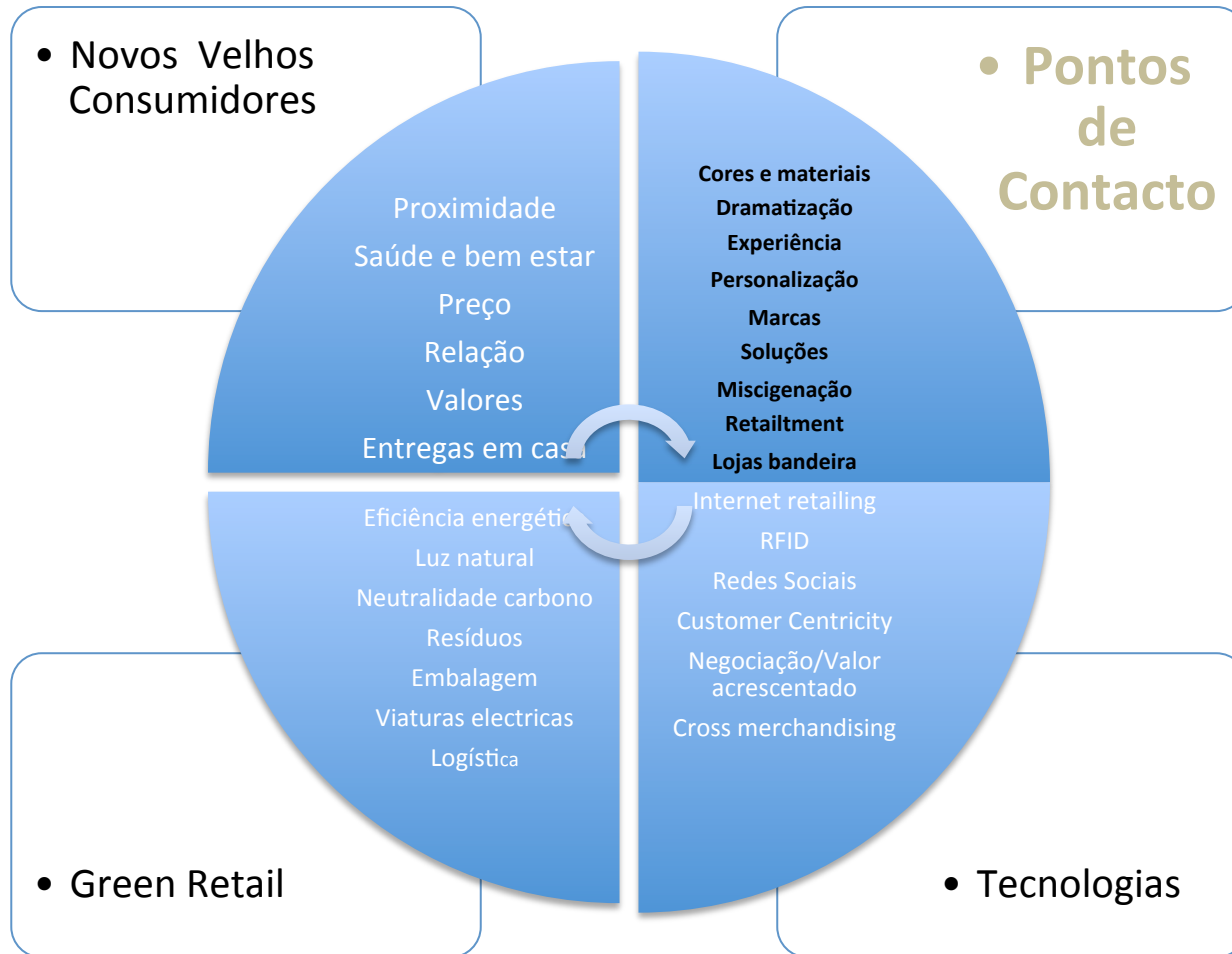 • Novos Velhos
Consumidores
Proximidade
Saúde e bem estar
Preço
Relação
Valores
Entregas em casa
• Pontos
de
Contacto
Cores e materiais
Dramatização
Experiência
Personalização
Marcas
Soluções
Miscigenação
Retailtment
Lojas bandeira
Eficiência energétic
Luz natural
Neutralidade carbono
Resíduos
Embalagem
Viaturas electricas
Logística
• Green Retail
Internet retailing
RFID
Redes Sociais
Customer Centricity
Negociação/Valor
acrescentado
Cross merchandising
• Tecnologias